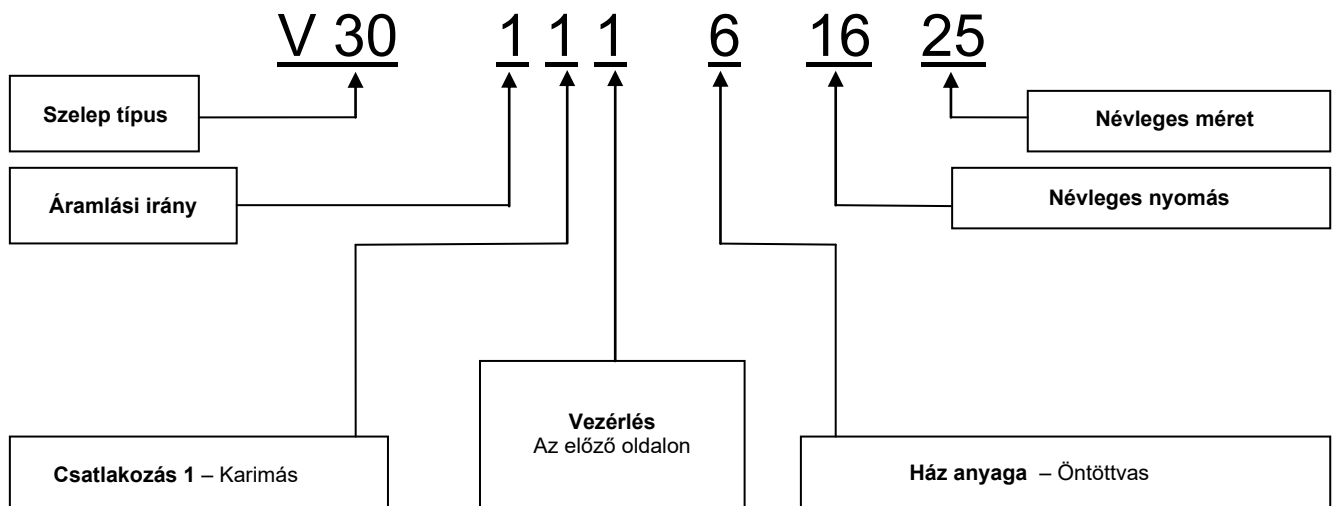 V 30 1 1 1 6 16 25
Szelep típus
Névleges méret
Áramlási irány
Névleges nyomás
Vezérlés
Az előző oldalon
Csatlakozás 1 – Karimás
Ház anyaga – Öntöttvas